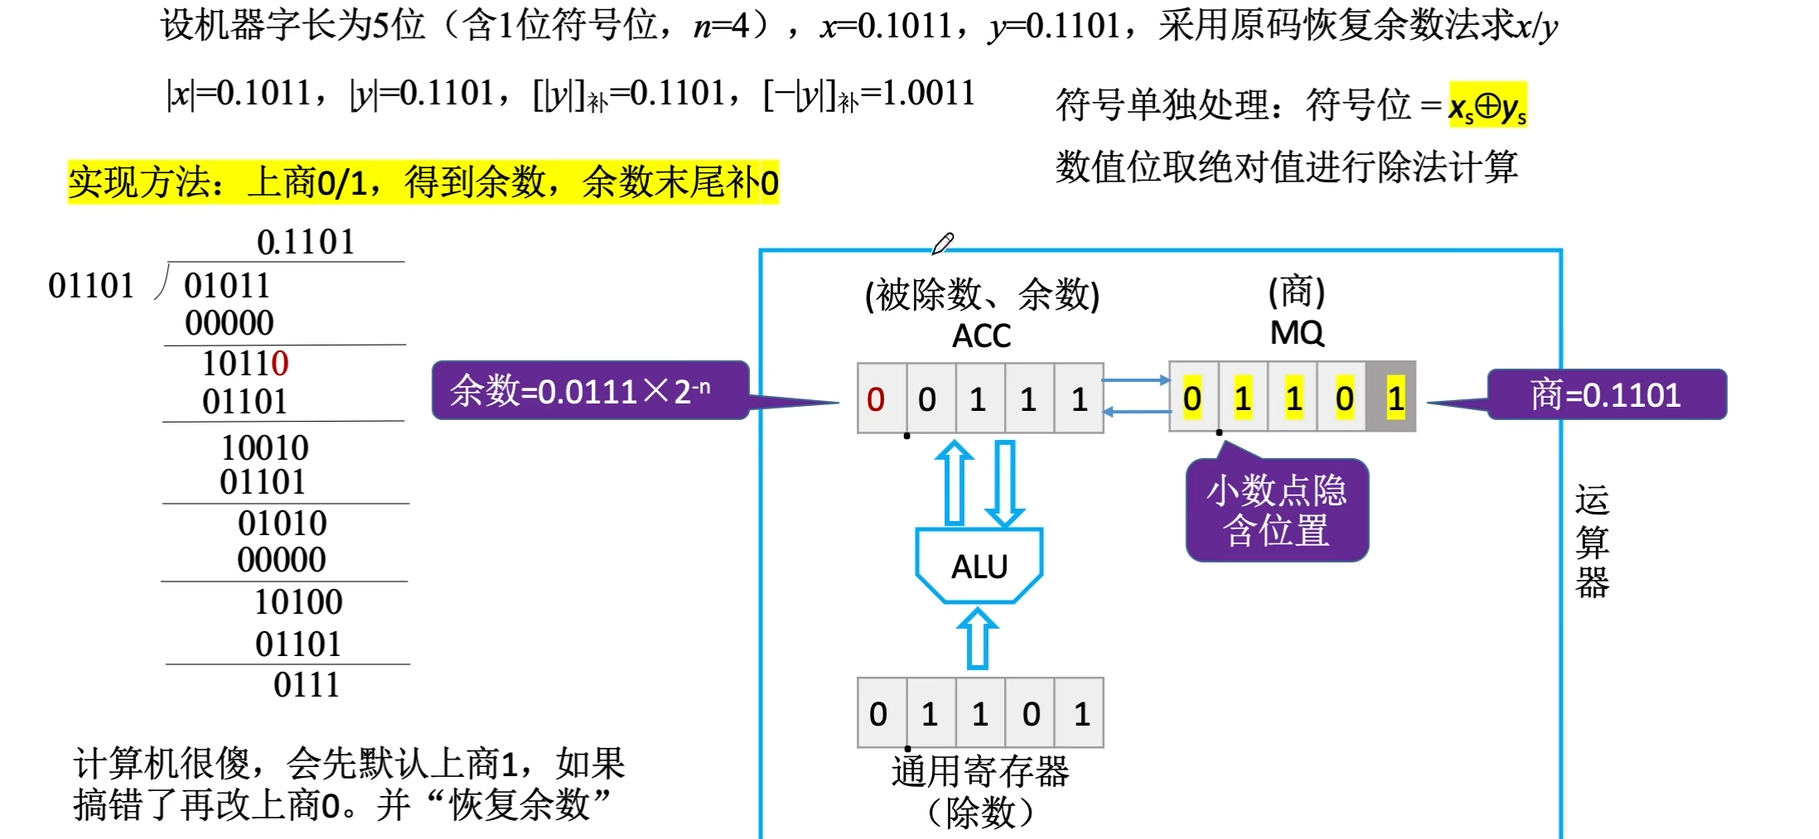 设机器字长为5位（含1位符号位，n=4），x=0.1011，y=0.1101，采用原码恢复余数法求x/y
|x|=0.1011，|y|=0.1101，[|y|]补=0.1101，[−|y|]补=1.0011
符号单独处理：符号位 = xs⊕ys
数值位取绝对值进行除法计算
实现方法：上商0/1，得到余数，余数末尾补0
0.1101
01101
01011
00000
10110
01101
10010
01101
01010
00000
10100
01101
0111
计算机很傻，会先默认上商1，如果
搞错了再改上商0。并“恢复余数”
(被除数、余数)
ACC
(商)
MQ
余数=0.0111×2-n
0 0 1 1 1
0 1 1 0 1
商=0.1101
小数点隐
含位置
ALU
0 1 1 0 1
通用寄存器
（除数）
运
算
器